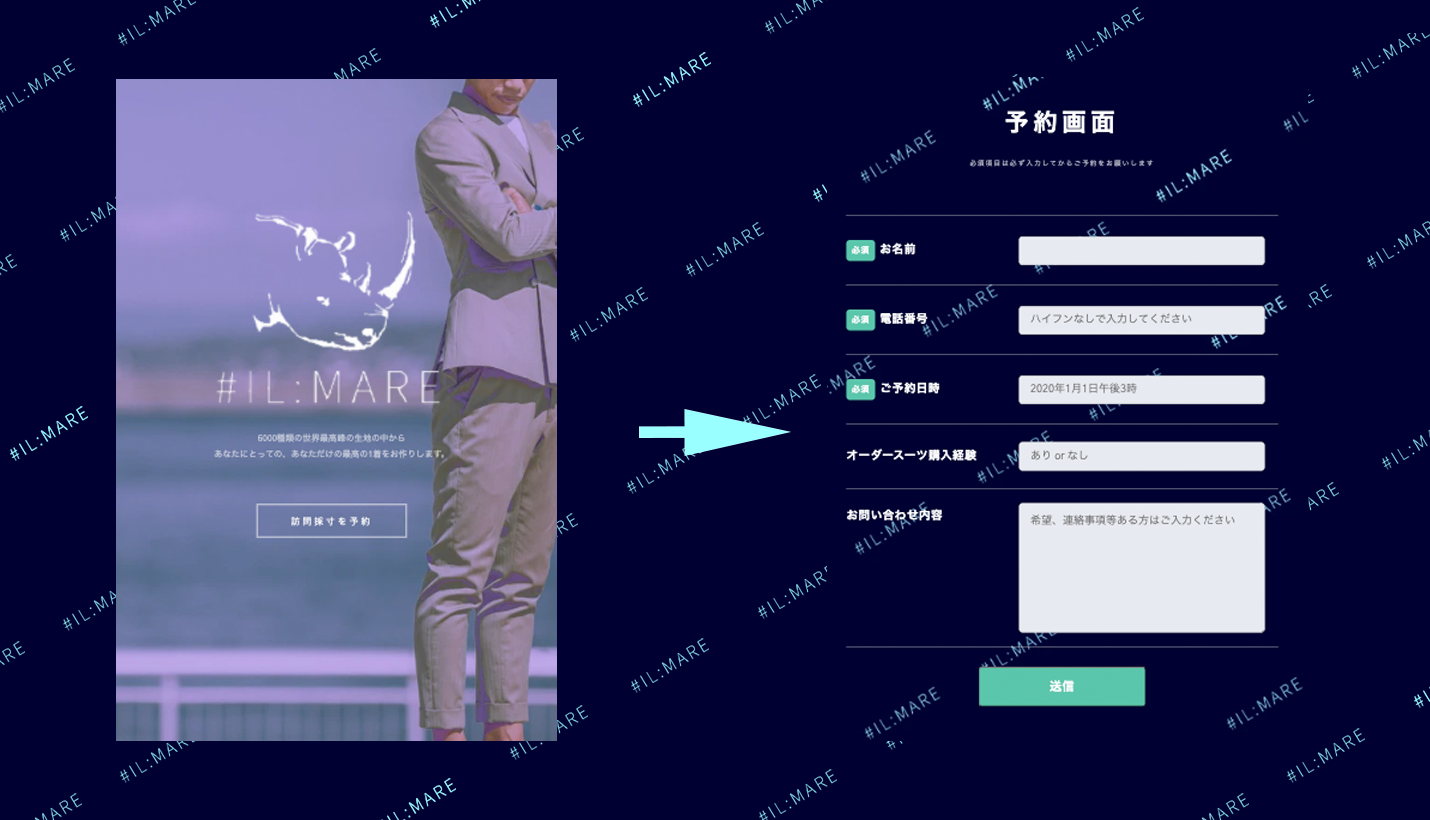 #IL:MARE
6000種類の世界最高峰の生地の中から
あなたにとっての、あなただけの最高の1着をお作りします。
訪問採寸を予約
予約画面
必須項目は必ず入力してからご予約をお願いします
必須 お名前
必須 電話番号 ハイフンなしで入力してください
必須 ご予約日時 2020年1月1日午後3時
オーダースーツ購入経験 あり or なし
お問い合わせ内容 希望、連絡事項等ある方はご入力ください
送信